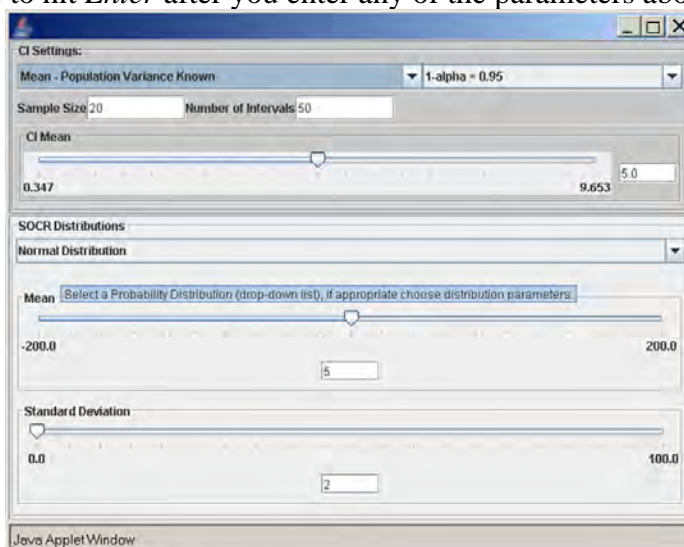 to hit Enter after you enter any of the parameters abo
CI Settings:
Mean - Population Variance Known 1-alpha = 0.95
Sample Size 20 Number of Intervals 50
CI Mean
5.0
0.347 9.653
SOCR Distributions
Normal Distribution
Mean Select a Probability Distribution (drop-down list), if appropriate choose distribution parameters.
-200.0 200.0
5
Standard Deviation
0.0 100.0
2
Java Applet Window